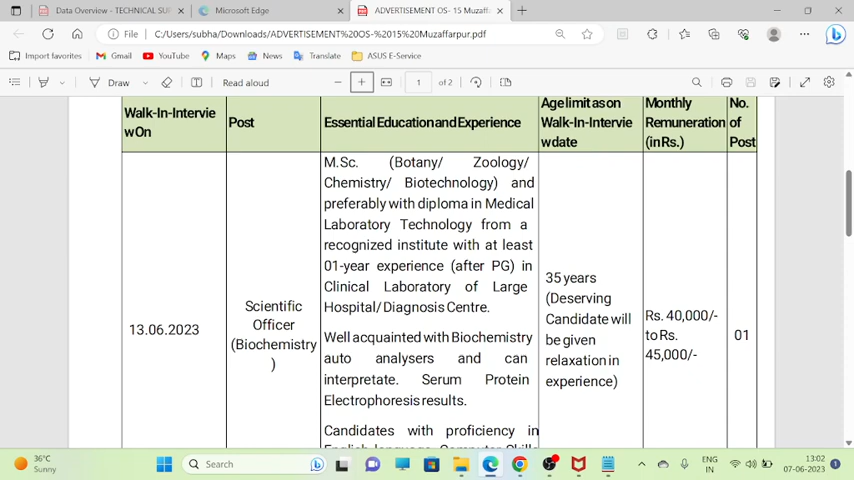 Data Overview - TECHNICAL SU
Microsoft Edge
ADVERTISEMENT OS- 15 Muzaff
File
C:/Users/subha/Downloads/ADVERTISEMENT%20OS-%2015%20Muzaffarpur.pdf
Import favorites
Gmail
YouTube
Maps
News
Translate
ASUS E-Service
Draw
Read aloud
1
of 2
Walk-In-Intervie
wOn
Post
Essential Education and Experience
Age limit as on
Walk-In-Intervie
wdate
Monthly
Remuneration
(in Rs.)
No.
of
Post
13.06.2023
Scientific
Officer
(Biochemistry
)
M.Sc. (Botany/ Zoology/
Chemistry/ Biotechnology) and
preferably with diploma in Medical
Laboratory Technology from a
recognized institute with at least
01-year experience (after PG) in
Clinical Laboratory of Large
Hospital/ Diagnosis Centre.
Well acquainted with Biochemistry
auto analysers and can
interpretate. Serum Protein
Electrophoresis results.
Candidates with proficiency in
35 years
(Deserving
Candidate will
be given
relaxation in
experience)
Rs. 40,000/-
to Rs.
45,000/-
01
36°C
Sunny
Search
ENG
IN
13:02
07-06-2023
1